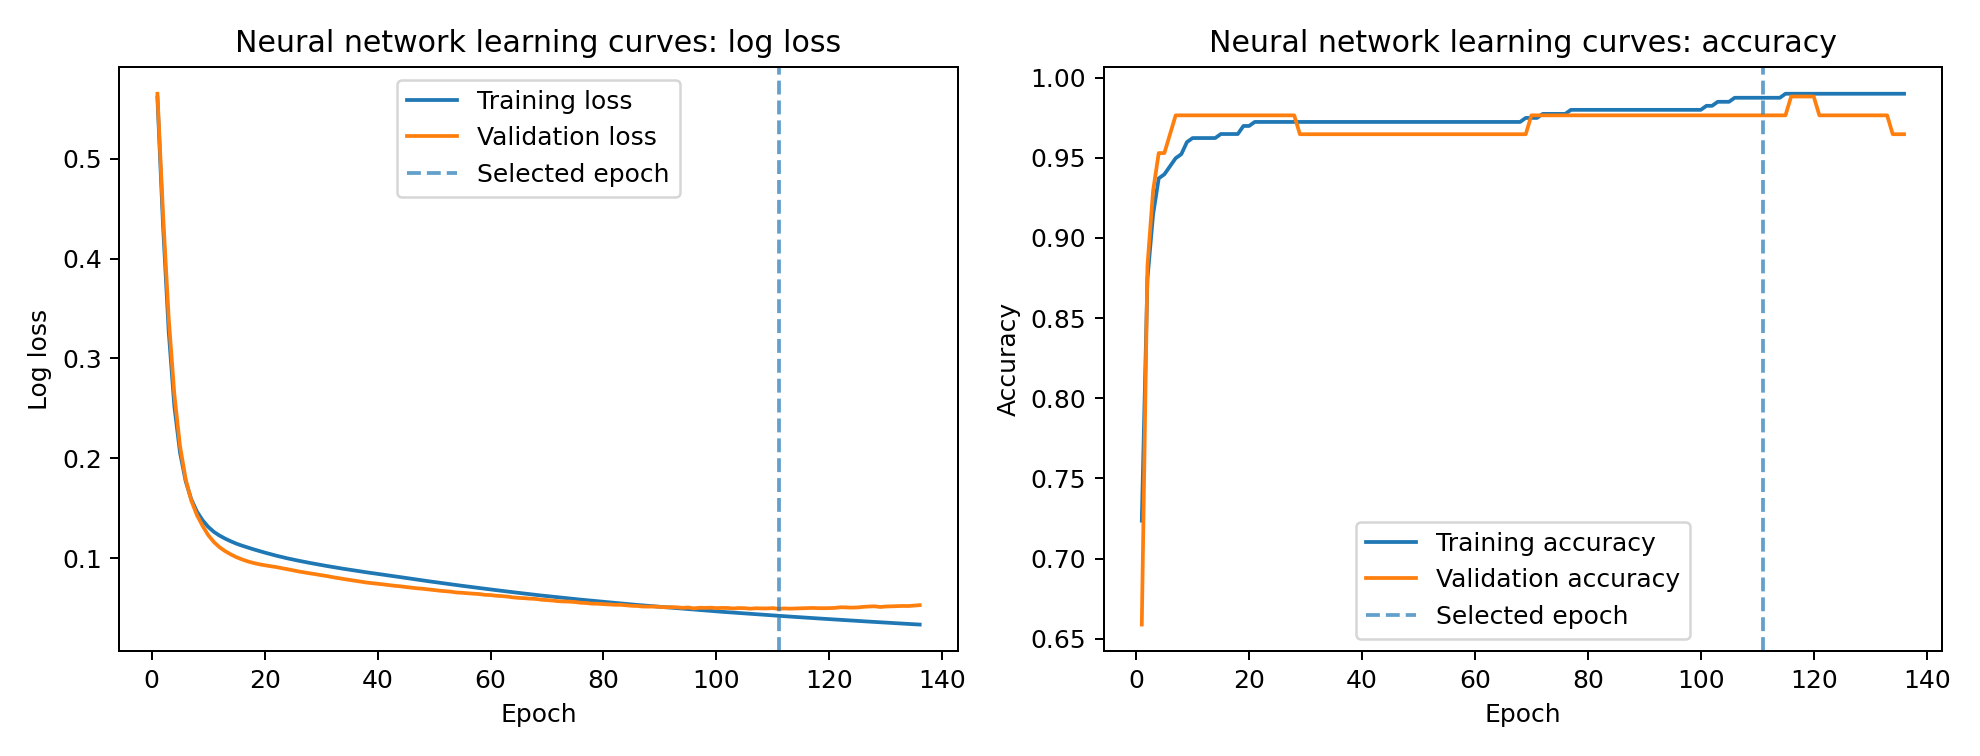 Neural network learning curves: log loss
Training loss
Validation loss
Selected epoch
0.5
0.4
0.3
0.2
0.1
Log loss
0 20 40 60 80 100 120 140
Epoch
Neural network learning curves: accuracy
1.00
0.95
0.90
0.85
0.80
0.75
0.70
0.65
Accuracy
Training accuracy
Validation accuracy
Selected epoch
0 20 40 60 80 100 120 140
Epoch